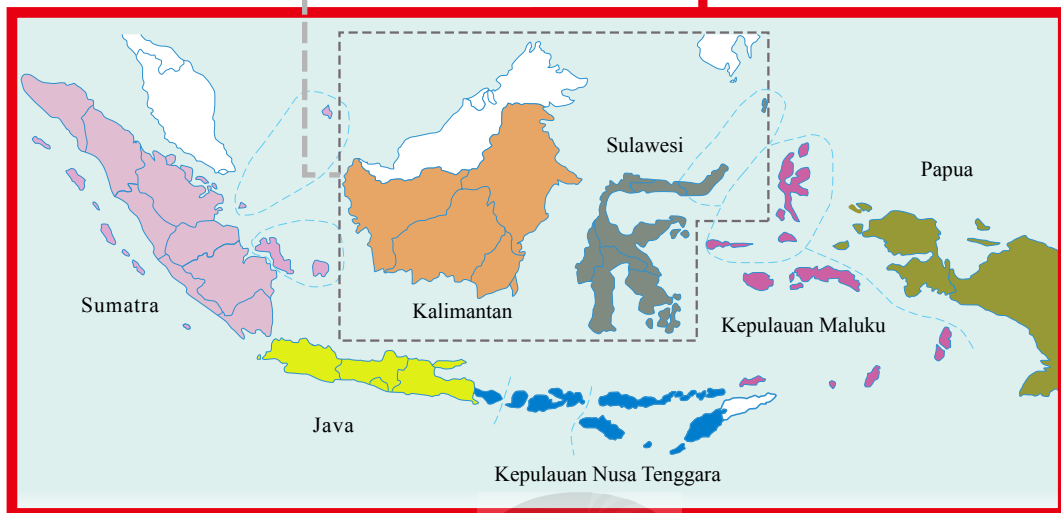 Sulawesi
Papua
Sumatra
Kalimantan
Kepulauan Maluku
Java
Kepulauan Nusa Tenggara